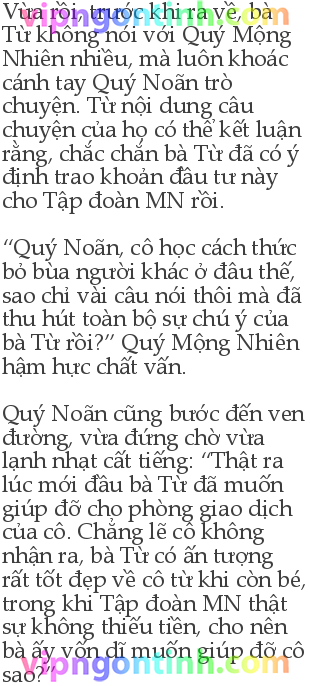 Vừa rồi, trước khi ra về, bà
vipngontinh.com
Từ không nói với Quý Mộng
Nhiên nhiều, mà luôn khoác
cánh tay Quý Noãn trò
chuyện. Từ nội dung câu
chuyện của họ có thể kết luận
rằng, chắc chắn bà Từ đã có ý
định trao khoản đầu tư này
cho Tập đoàn MN rồi.
“Quý Noãn, cô học cách thức
bỏ bùa người khác ở đâu thế,
sao chỉ vài câu nói thôi mà đã
thu hút toàn bộ sự chú ý của
bà Từ rồi?” Quý Mộng Nhiên
hậm hực chất vấn.
Quý Noãn cũng bước đến ven
đường, vừa đứng chờ vừa
lạnh nhạt cất tiếng: “Thật ra
lúc mới đầu bà Từ đã muốn
giúp đỡ cho phòng giao dịch
của cô. Chẳng lẽ cô không
nhận ra, bà Từ có ấn tượng
rất tốt đẹp về cô từ khi còn bé,
trong khi Tập đoàn MN thật
sự không thiếu tiền, cho nên
bà ấy vốn dĩ muốn giúp đỡ cô
vipngontinh.com
sao?”